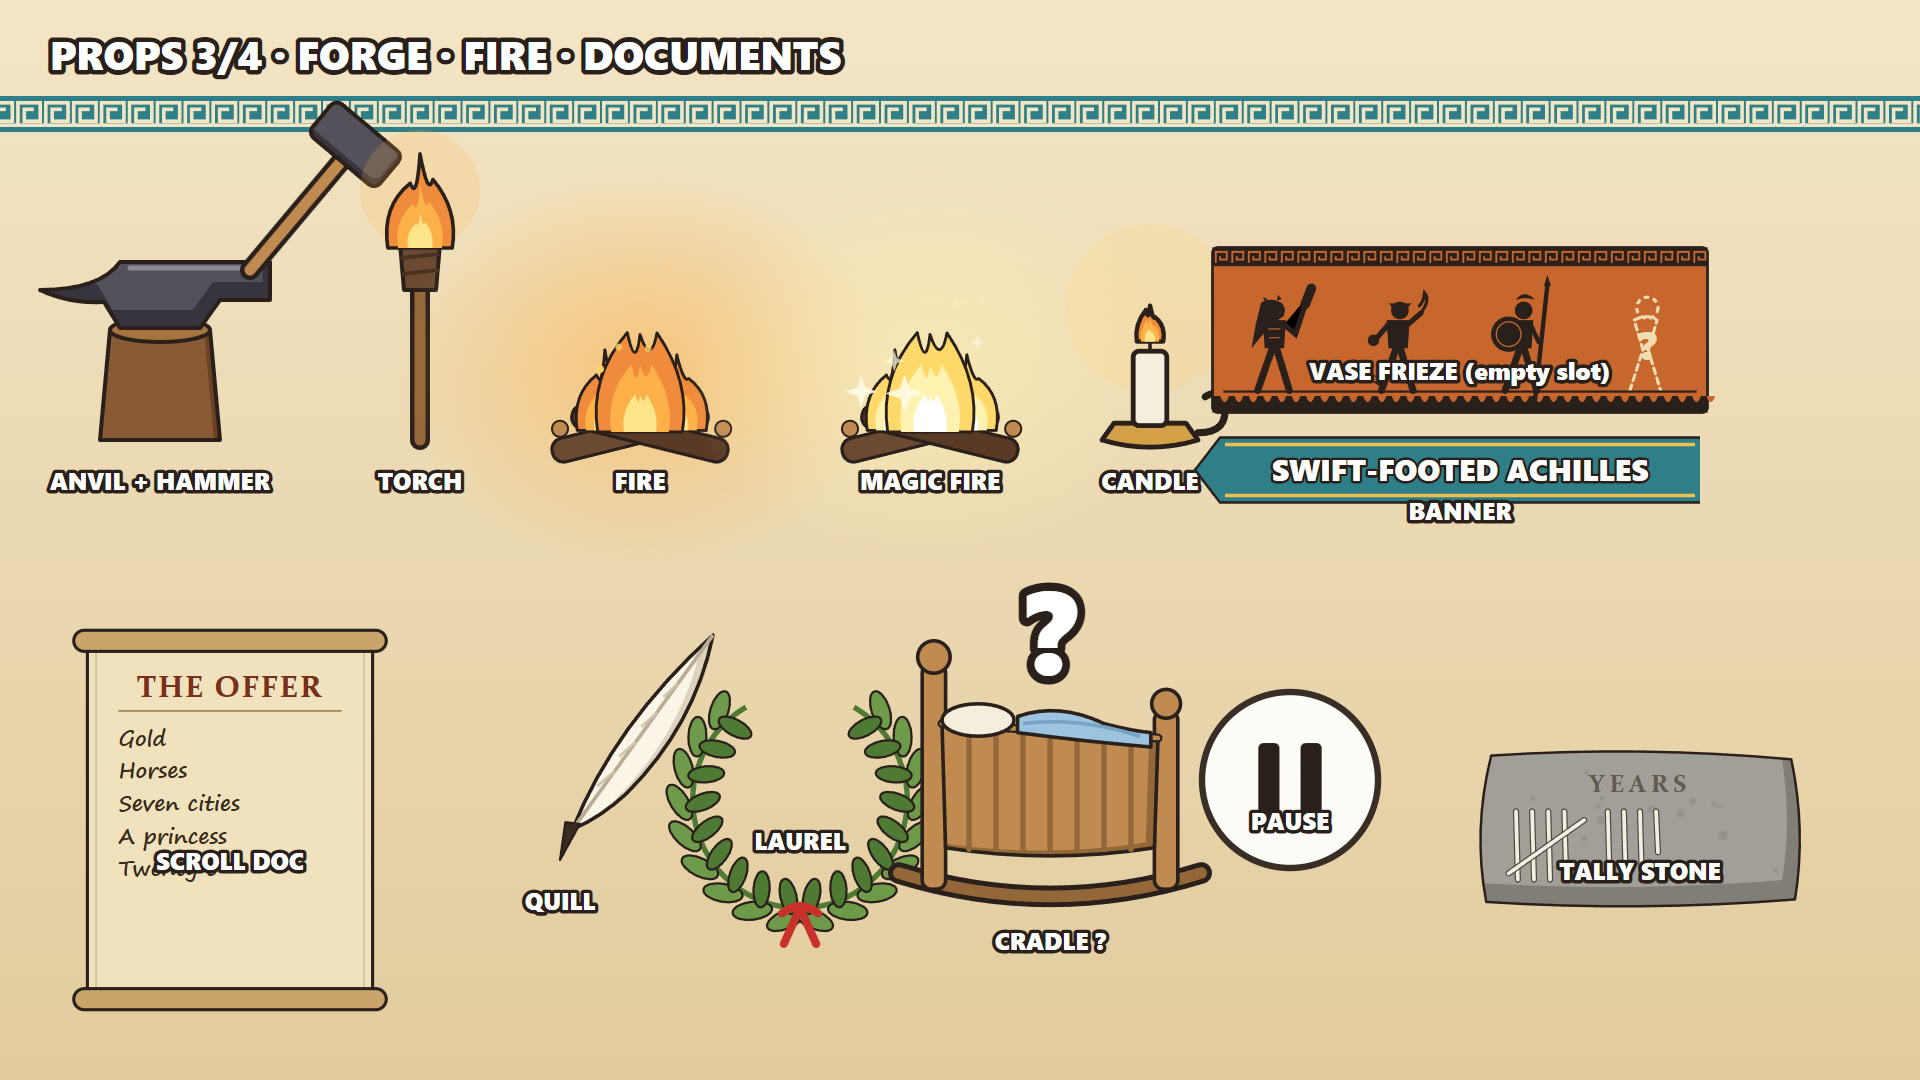 PROPS 3/4 · FORGE · FIRE · DOCUMENTS
VASE FRIEZE (empty slot)
?
SWIFT-FOOTED ACHILLES
BANNER
ANVIL + HAMMER
TORCH
FIRE
MAGIC FIRE
CANDLE
?
THE OFFER
Gold
Horses
Seven cities
A princess
SCROLL DOC
QUILL
LAUREL
CRADLE ?
PAUSE
YEARS
TALLY STONE